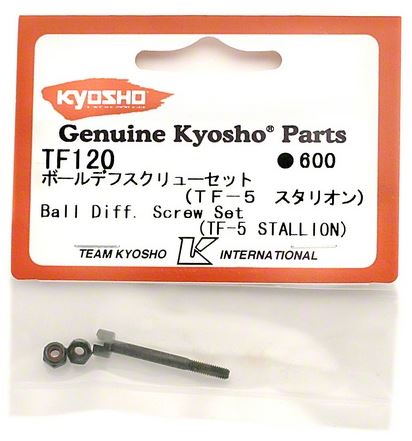 KYOSHO
Genuine Kyosho® Parts
TF120 ●600
ボールデフスクリューセット
(TF-5 スタリオン)
Ball Diff. Screw Set
(TF-5 STALLION)
TEAM KYOSHO K INTERNATIONAL